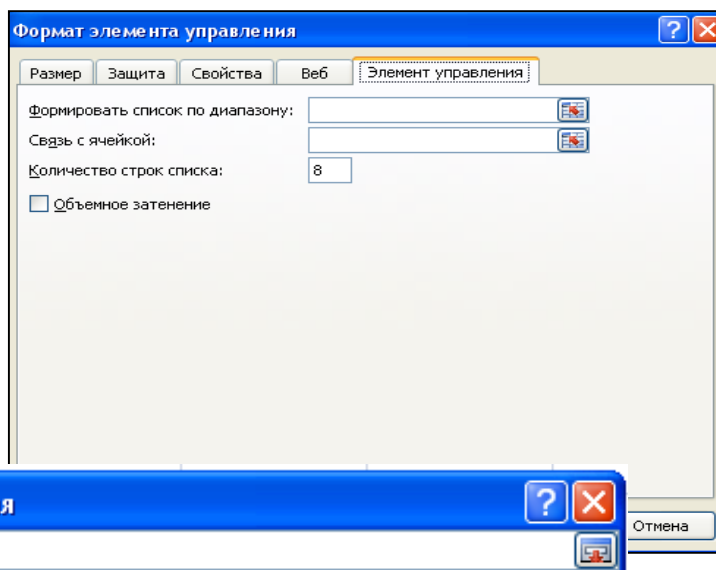 Формат элемента управления
Размер Защита Свойства Веб Элемент управления
Формировать список по диапазону:
Связь с ячейкой:
Количество строк списка: 8
Объемное затенение
я
Отмена